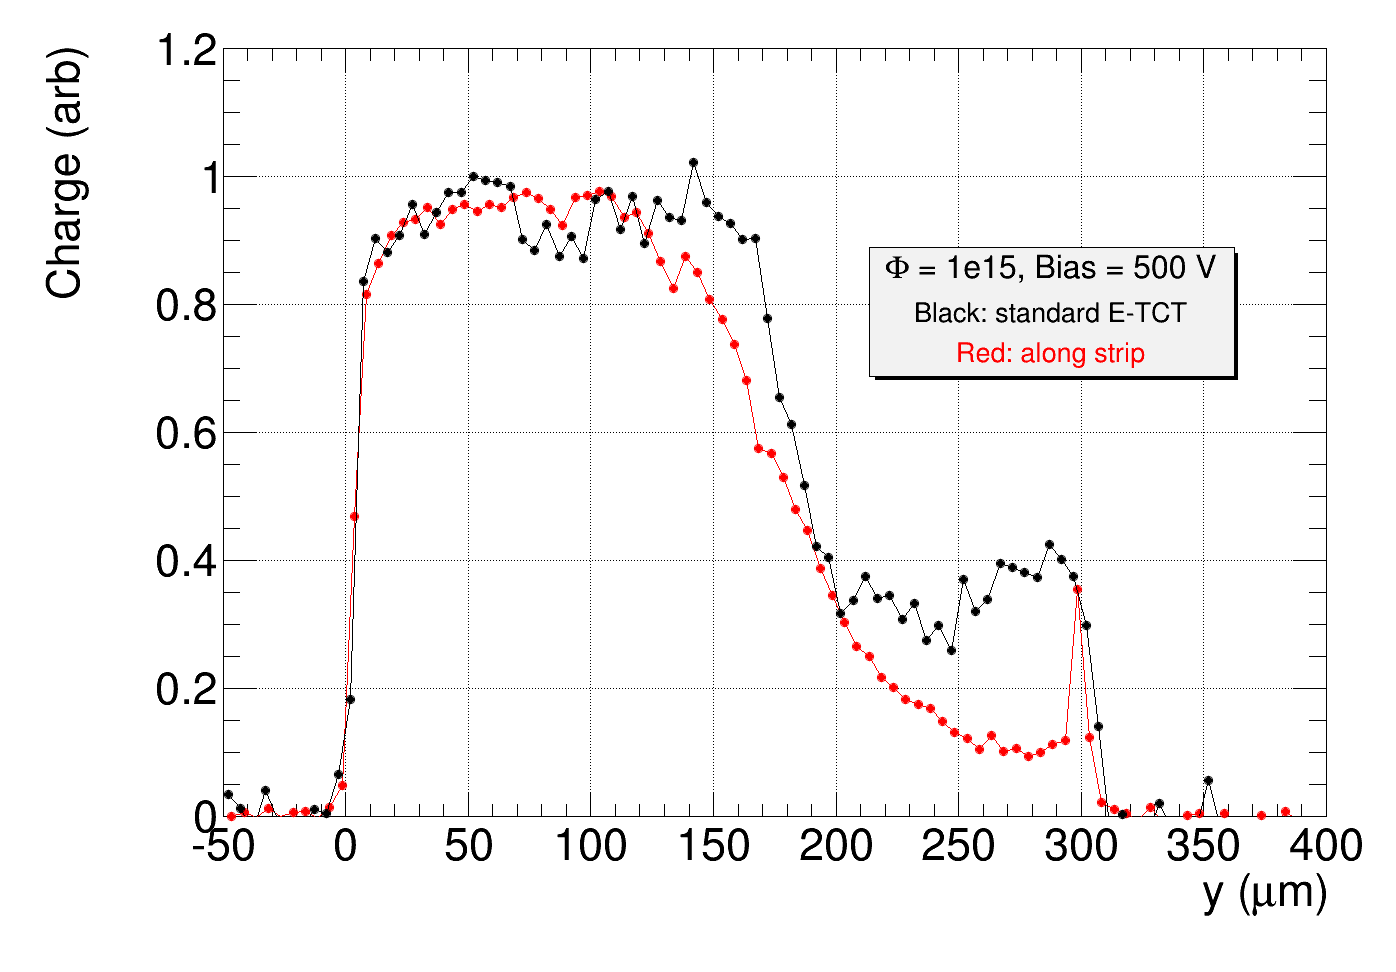 Charge (arb)
1.2
1
0.8
0.6
0.4
0.2
0
-50 0 50 100 150 200 250 300 350 400
y (μm)
Φ = 1e15, Bias = 500 V
Black: standard E-TCT
Red: along strip